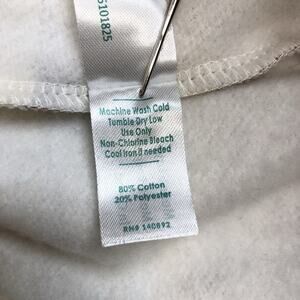 5101825
Machine Wash Cold
Tumble Dry Low
Use Only
Non-Chlorine Bleach
Cool Iron if needed
80% Cotton
20% Polyester
RN# 140892